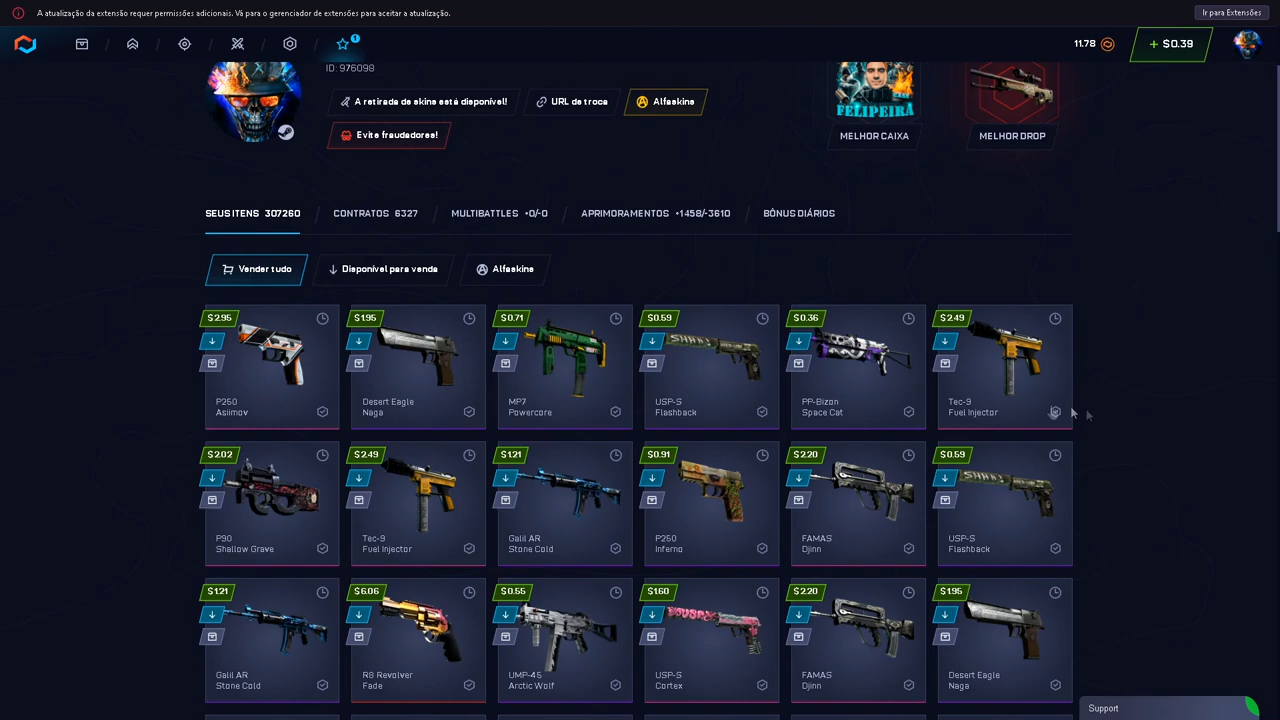 A atualização da extensão requer permissões adicionais. Vá para o gerenciador de extensões para aceitar a atualização.
Ir para Extensões
1
11.78
+ $0.39
ID: 976098
A retirada de skins está disponível!
URL de troca
Alfaskins
Evite fraudadores!
FELIPEIRA
MELHOR CAIXA
MELHOR DROP
SEUS ITENS 307260
CONTRATOS 6327
MULTIBATTLES +0/-0
APRIMORAMENTOS +1458/-3610
BÔNUS DIÁRIOS
Vender tudo
Disponível para venda
Alfaskins
$2.95
P250
Asiimov
$1.95
Desert Eagle
Naga
$0.71
MP7
Powercore
$0.59
USP-S
Flashback
$0.36
PP-Bizon
Space Cat
$2.49
Tec-9
Fuel Injector
$2.02
P90
Shallow Grave
$2.49
Tec-9
Fuel Injector
$1.21
Galil AR
Stone Cold
$0.91
P250
Inferno
$2.20
FAMAS
Djinn
$0.59
USP-S
Flashback
$1.21
Galil AR
Stone Cold
$6.06
R8 Revolver
Fade
$0.55
UMP-45
Arctic Wolf
$1.60
USP-S
Cortex
$2.20
FAMAS
Djinn
$1.95
Desert Eagle
Naga
Support